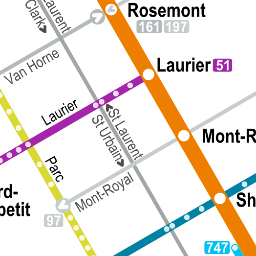 Rosemont
161 197
Laurent
Clark
Van Horne
Laurier 51
Laurier
St Laurent
St Urbain
Mont-R
Parc
rd-
petit
Mont-Royal
97
Sh
747